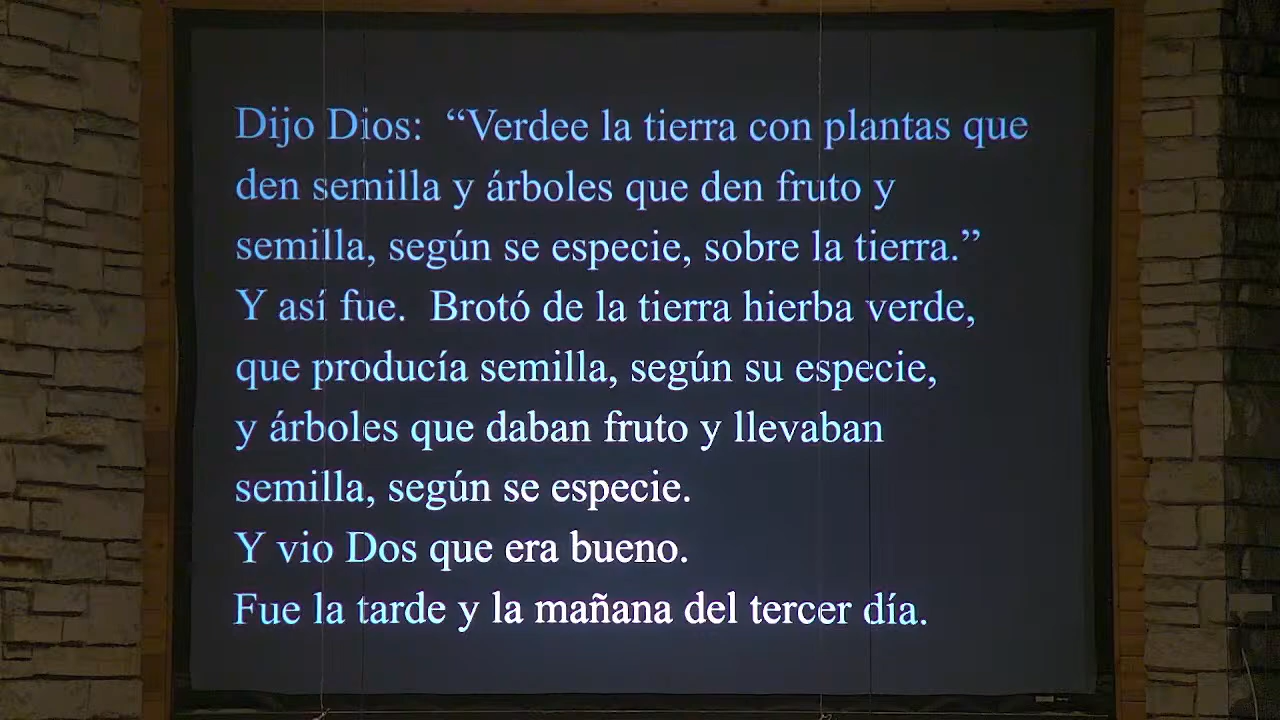 Dijo Dios:  “Verdee la tierra con plantas que
den semilla y árboles que den fruto y
semilla, según se especie, sobre la tierra.”
Y así fue.  Brotó de la tierra hierba verde,
que producía semilla, según su especie,
y árboles que daban fruto y llevaban
semilla, según se especie.
Y vio Dos que era bueno.
Fue la tarde y la mañana del tercer día.